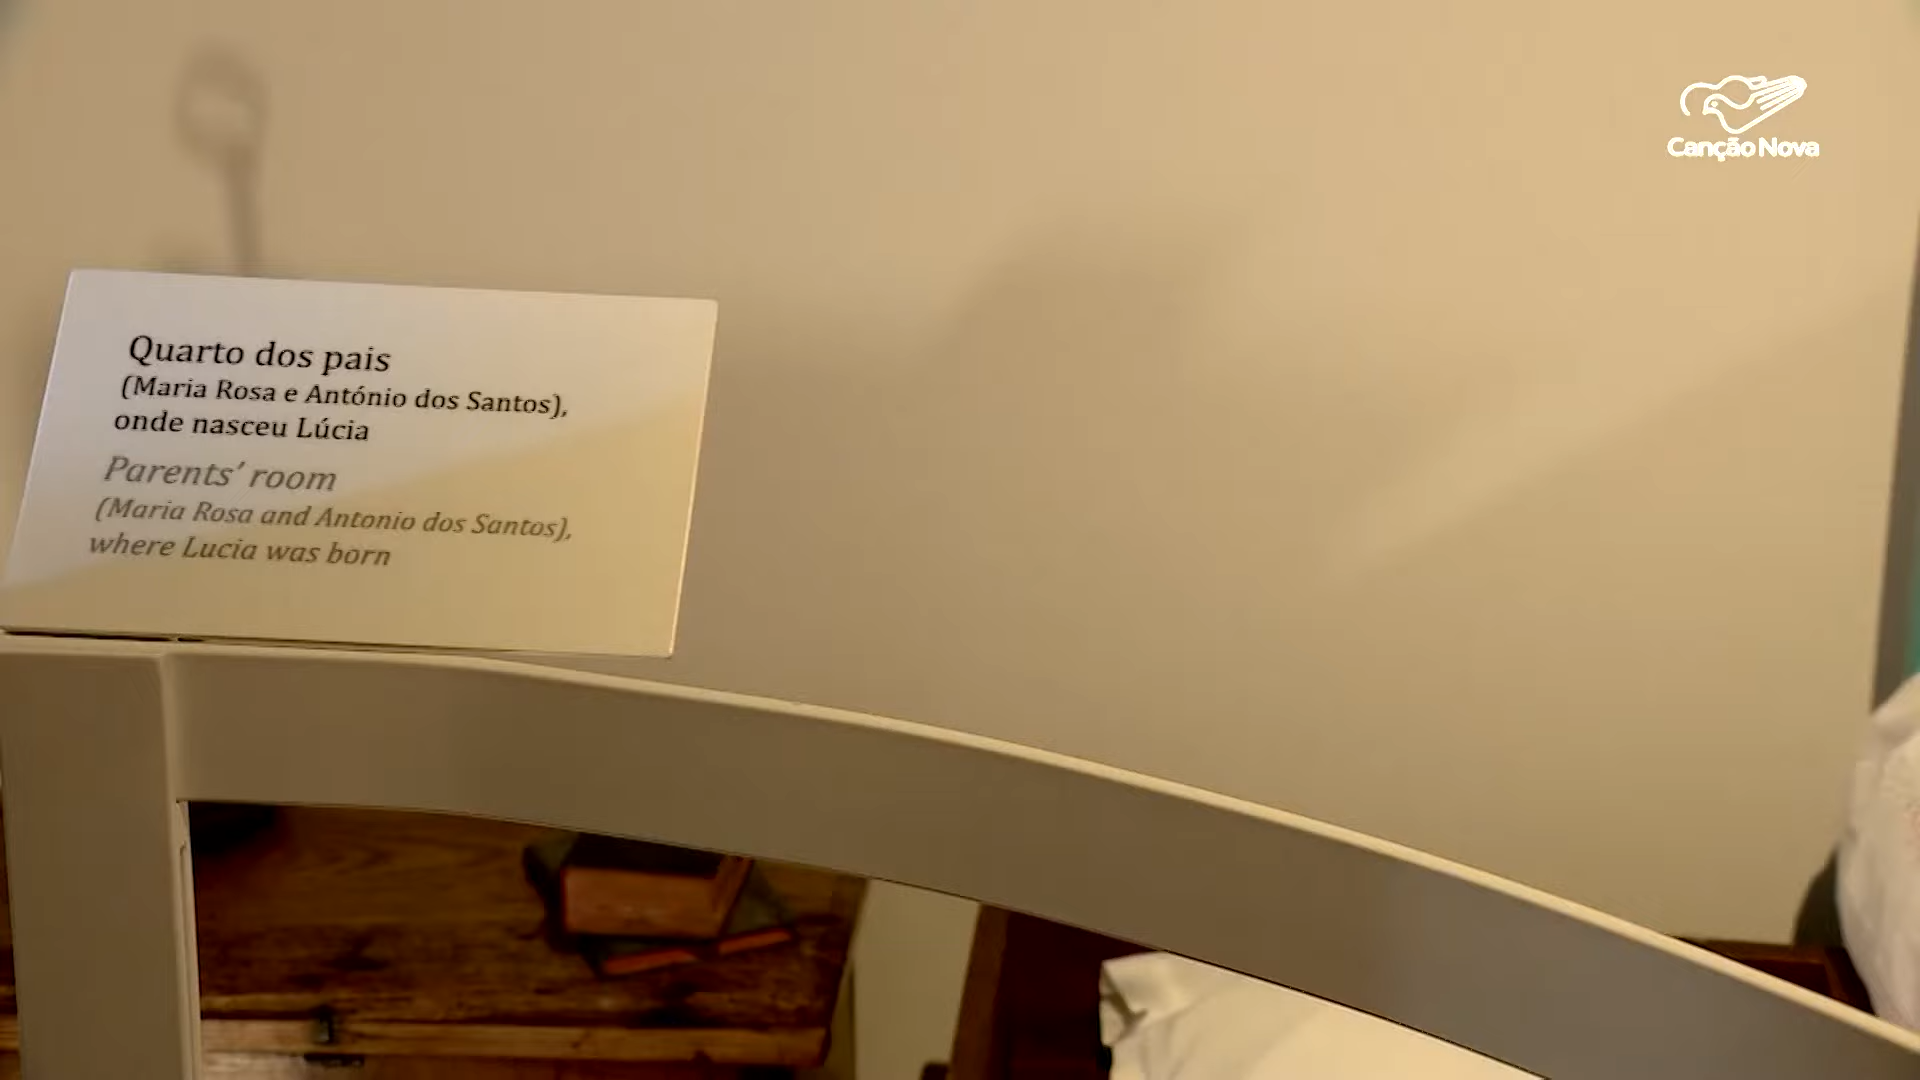 Canção Nova
Quarto dos pais
(Maria Rosa e António dos Santos),
onde nasceu Lúcia
Parents’ room
(Maria Rosa and Antonio dos Santos),
where Lucia was born